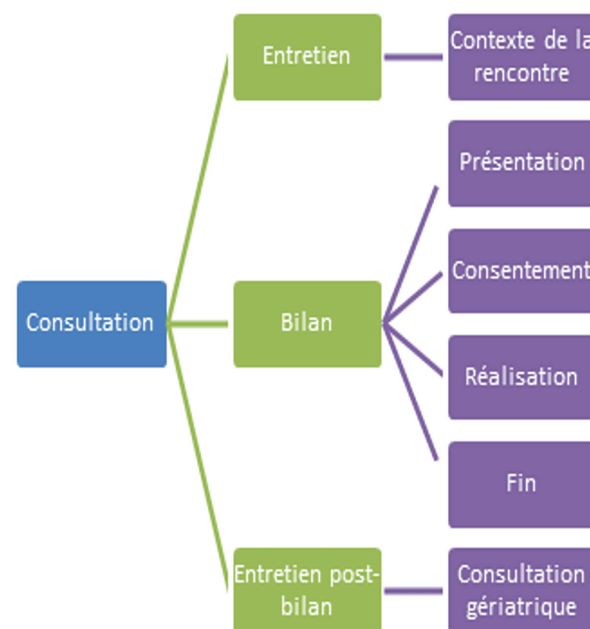 Entretien
Contexte de la
rencontre
Présentation
Consentement
Consultation
Bilan
Réalisation
Fin
Entretien post-
bilan
Consultation
gériatrique